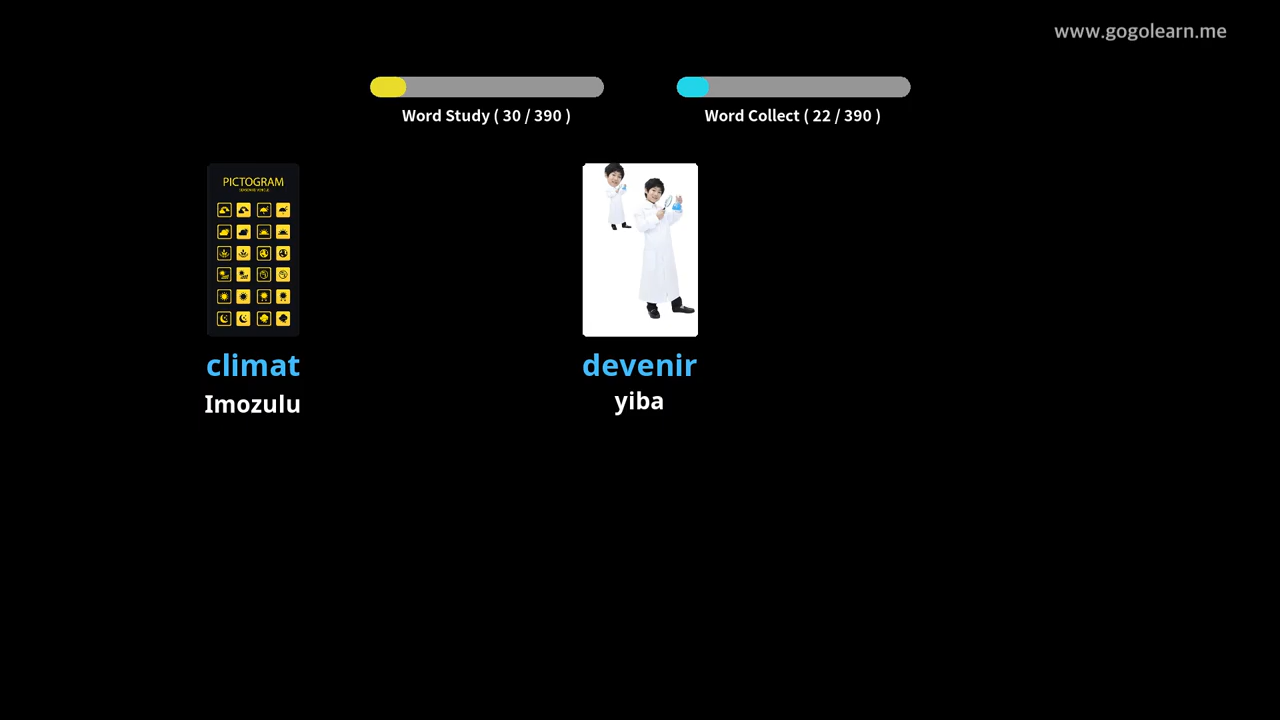 www.gogolearn.me
Word Study ( 30 / 390 )
Word Collect ( 22 / 390 )
PICTOGRAM
climat
Imozulu
devenir
yiba